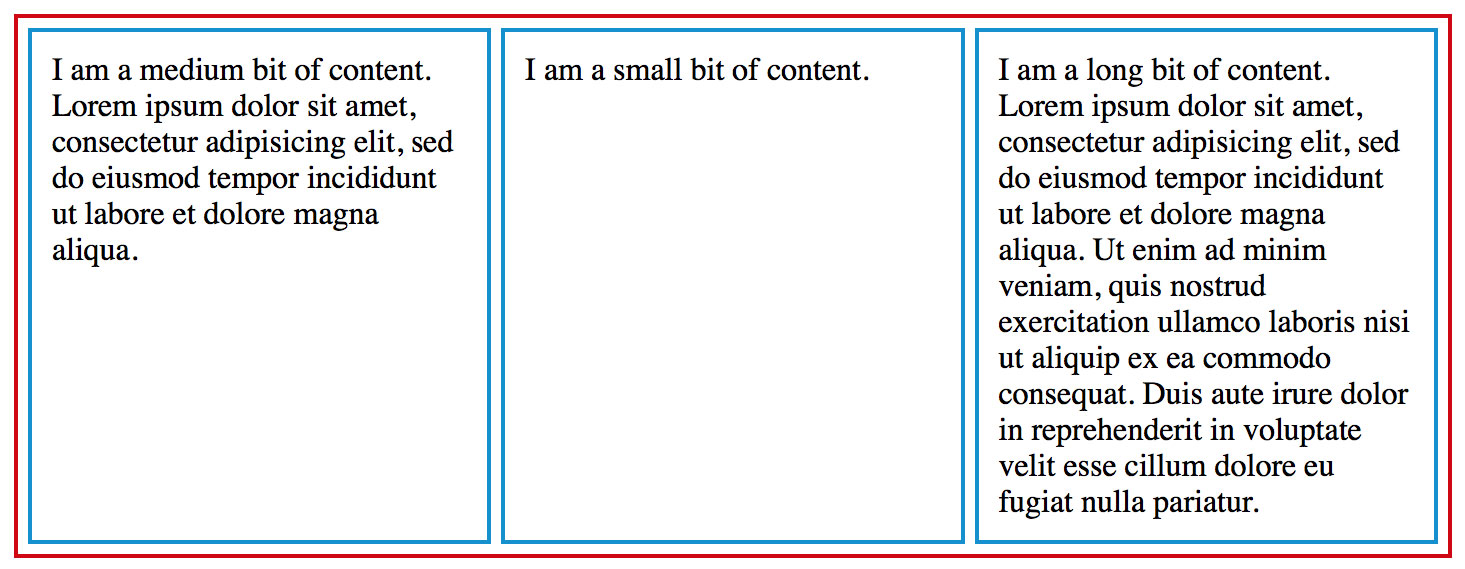 I am a medium bit of content.
Lorem ipsum dolor sit amet,
consectetur adipisicing elit, sed
do eiusmod tempor incididunt
ut labore et dolore magna
aliqua.
I am a small bit of content.
I am a long bit of content.
Lorem ipsum dolor sit amet,
consectetur adipisicing elit, sed
do eiusmod tempor incididunt
ut labore et dolore magna
aliqua. Ut enim ad minim
veniam, quis nostrud
exercitation ullamco laboris nisi
ut aliquip ex ea commodo
consequat. Duis aute irure dolor
in reprehenderit in voluptate
velit esse cillum dolore eu
fugiat nulla pariatur.